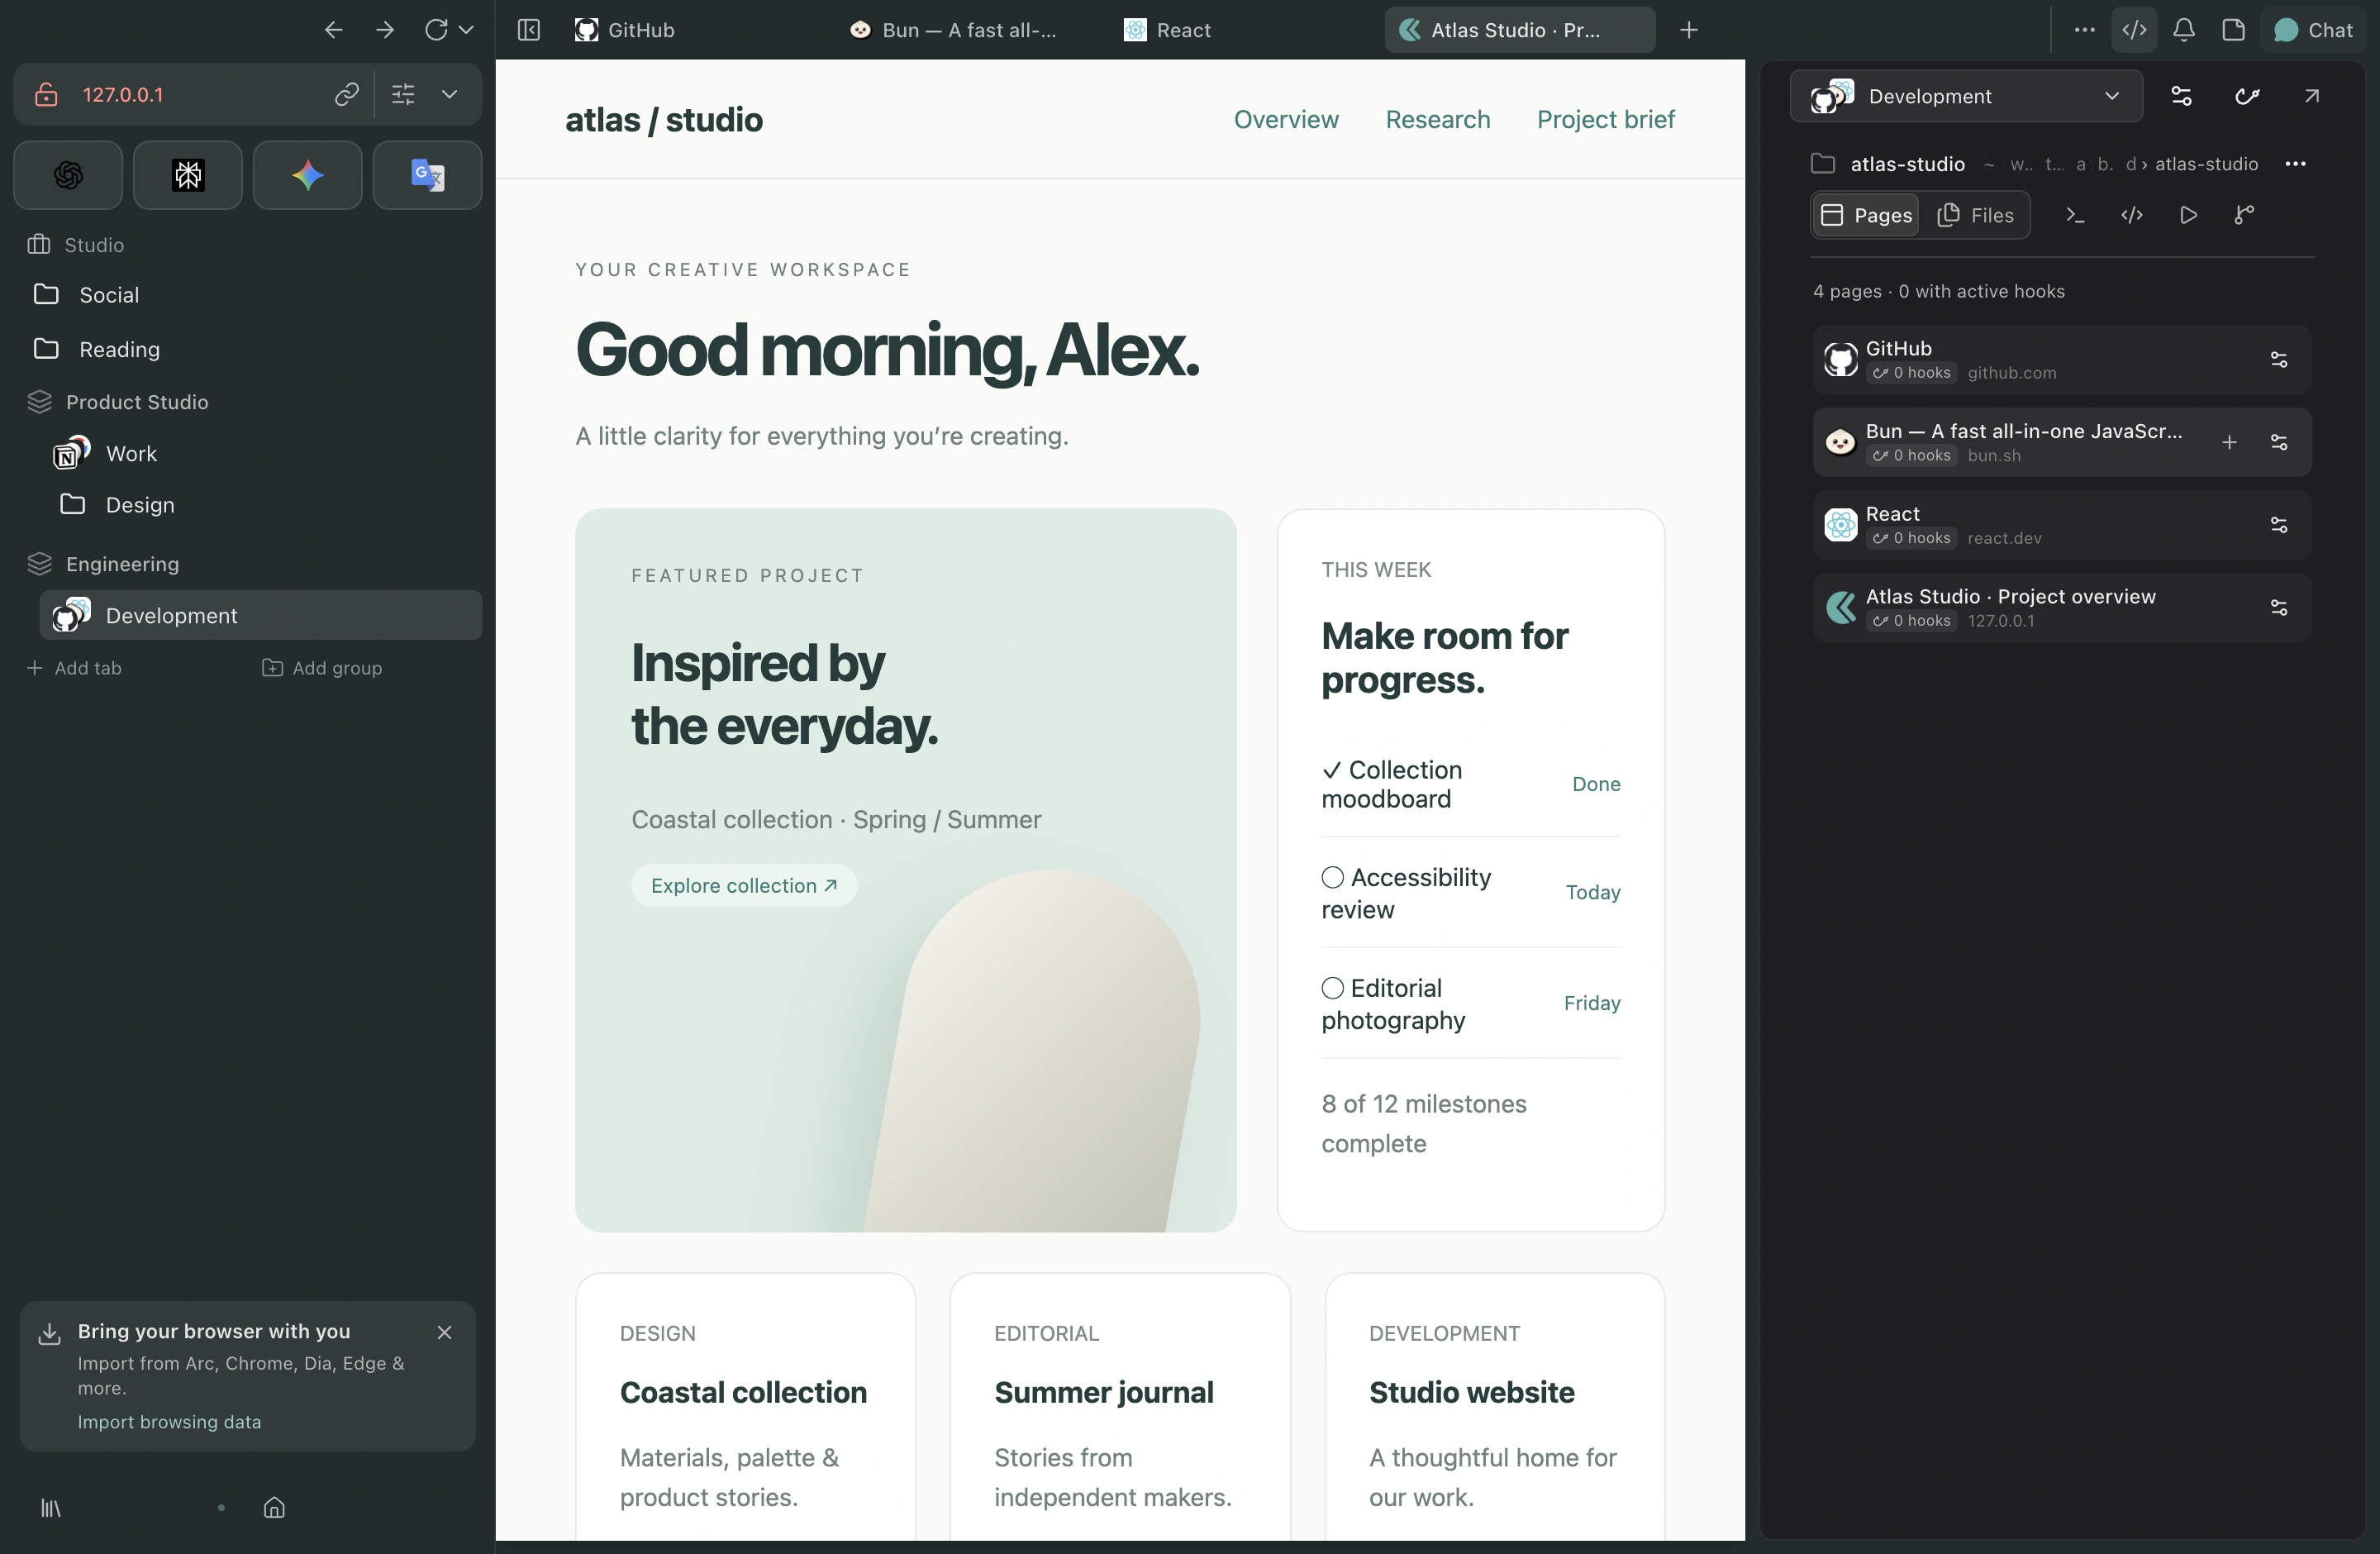 GitHub
Bun — A fast all-...
React
Atlas Studio · Pr...
Chat
127.0.0.1
Studio
Social
Reading
Product Studio
Work
Design
Engineering
Development
Add tab
Add group
Bring your browser with you
Import from Arc, Chrome, Dia, Edge &
more.
Import browsing data
atlas / studio
Overview
Research
Project brief
YOUR CREATIVE WORKSPACE
Good morning, Alex.
A little clarity for everything you’re creating.
FEATURED PROJECT
Inspired by
the everyday.
Coastal collection · Spring / Summer
Explore collection ↗
THIS WEEK
Make room for
progress.
✓ Collection
moodboard
Done
○ Accessibility
review
Today
○ Editorial
photography
Friday
8 of 12 milestones
complete
DESIGN
Coastal collection
Materials, palette &
product stories.
EDITORIAL
Summer journal
Stories from
independent makers.
DEVELOPMENT
Studio website
A thoughtful home for
our work.
Development
atlas-studio ~ w.. t... a b. d › atlas-studio
Pages
Files
4 pages · 0 with active hooks
GitHub
0 hooks github.com
Bun — A fast all-in-one JavaScr...
0 hooks bun.sh
React
0 hooks react.dev
Atlas Studio · Project overview
0 hooks 127.0.0.1